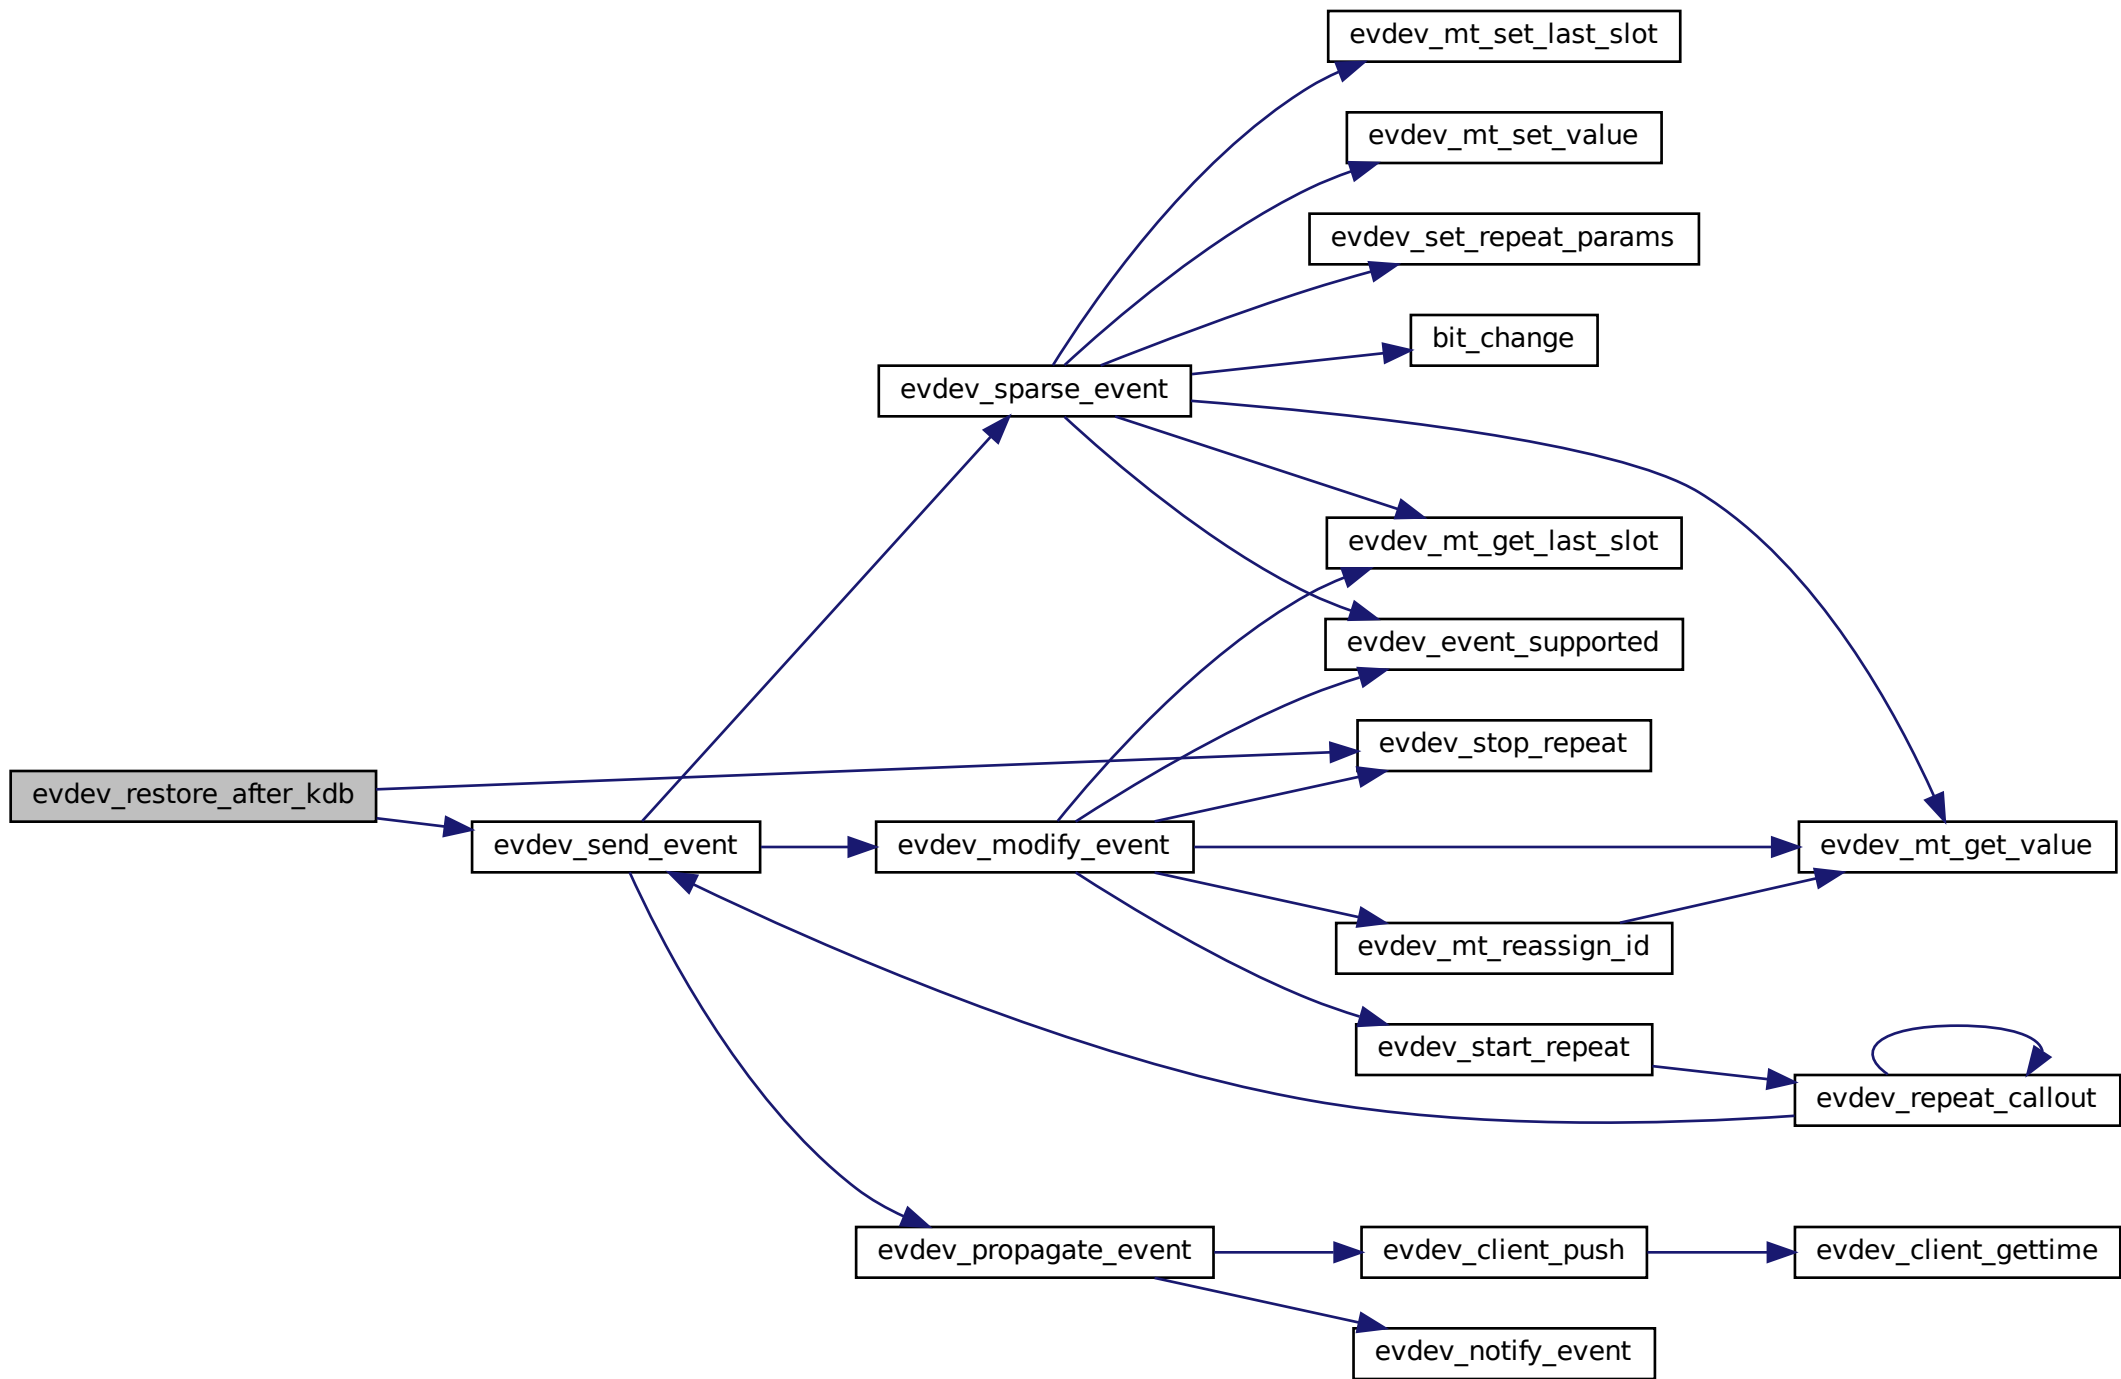 evdev_mt_set_last_slot
evdev_mt_set_value
evdev_set_repeat_params
bit_change
evdev_sparse_event
evdev_mt_get_last_slot
evdev_event_supported
evdev_stop_repeat
evdev_restore_after_kdb
evdev_send_event
evdev_modify_event
evdev_mt_get_value
evdev_mt_reassign_id
evdev_start_repeat
evdev_repeat_callout
evdev_propagate_event
evdev_client_push
evdev_client_gettime
evdev_notify_event